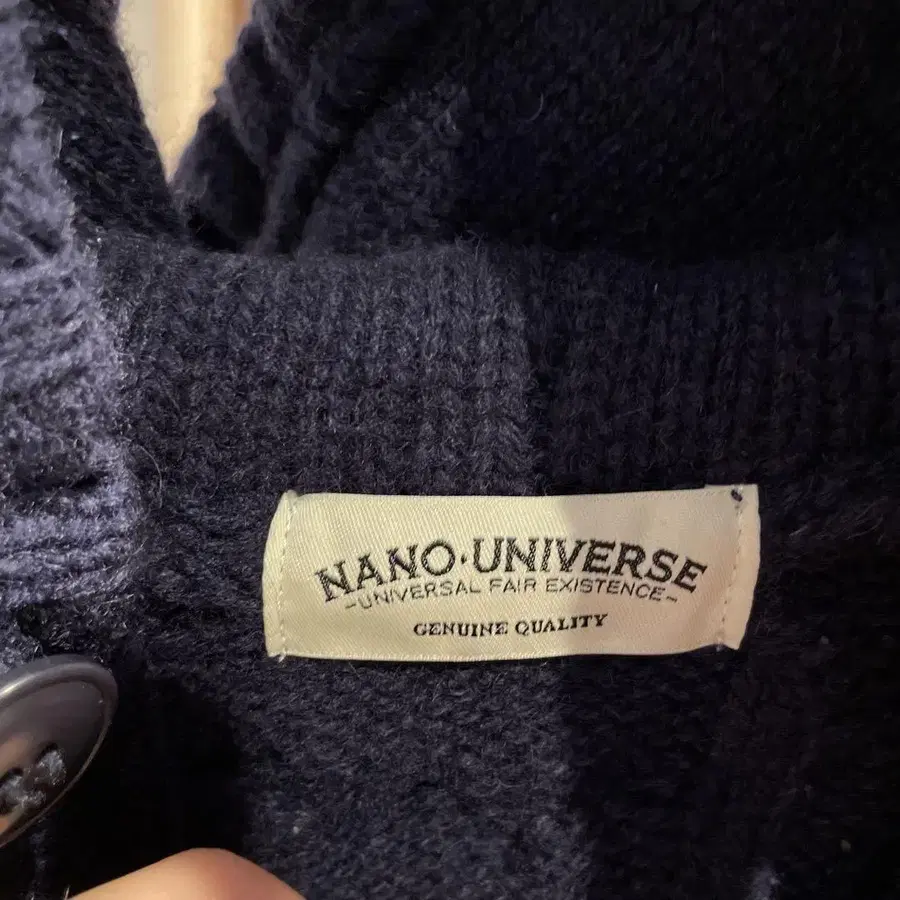 NANO·UNIVERSE
-UNIVERSAL FAIR EXISTENCE-
GENUINE QUALITY